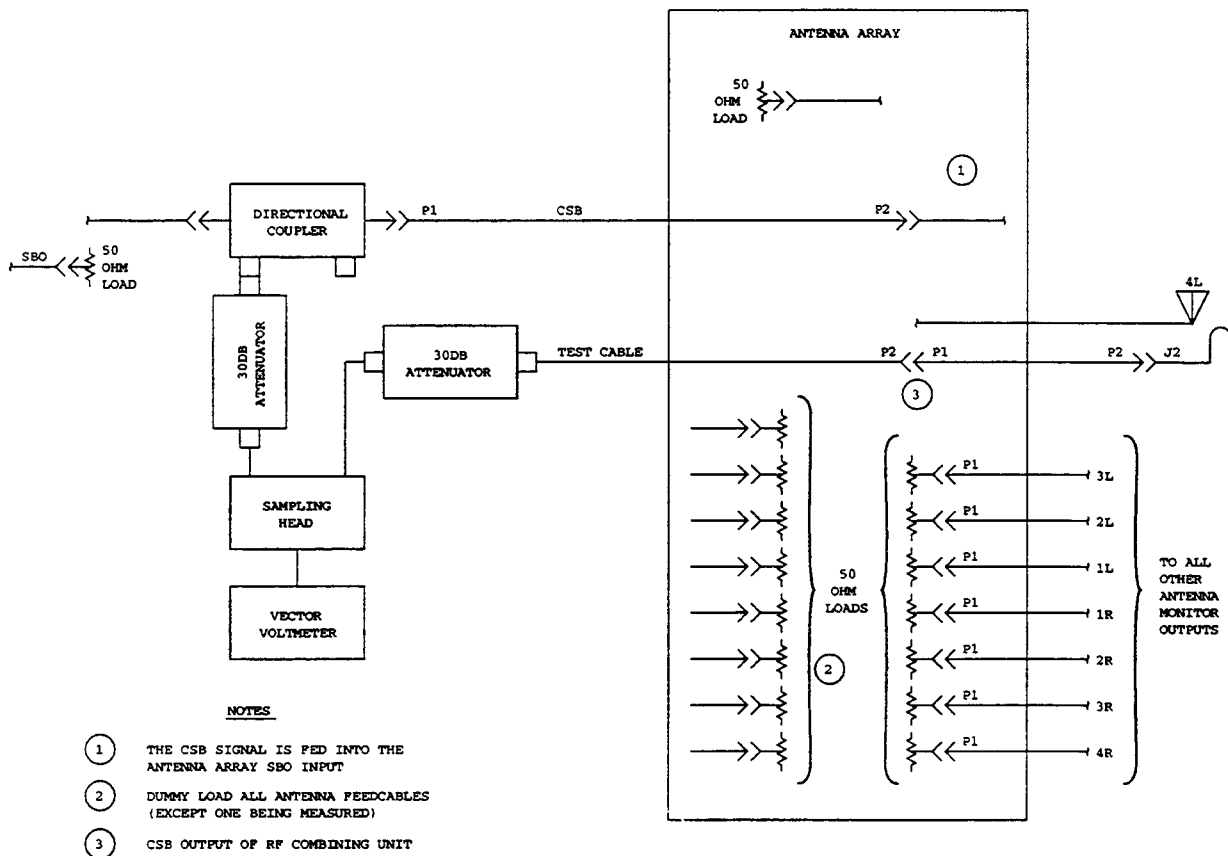 ANTENNA ARRAY
50
OHM
LOAD
1
DIRECTIONAL
COUPLER
P1
CSB
P2
SBO
50
OHM
LOAD
4L
30DB
ATTENUATOR
30DB
ATTENUATOR
TEST CABLE
P2
P1
P2
J2
3
SAMPLING
HEAD
VECTOR
VOLTMETER
50
OHM
LOADS
2
P1
3L
P1
2L
P1
1L
P1
1R
P1
2R
P1
3R
P1
4R
TO ALL
OTHER
ANTENNA
MONITOR
OUTPUTS
NOTES
1 THE CSB SIGNAL IS FED INTO THE
ANTENNA ARRAY SBO INPUT
2 DUMMY LOAD ALL ANTENNA FEEDCABLES
(EXCEPT ONE BEING MEASURED)
3 CSB OUTPUT OF RF COMBINING UNIT